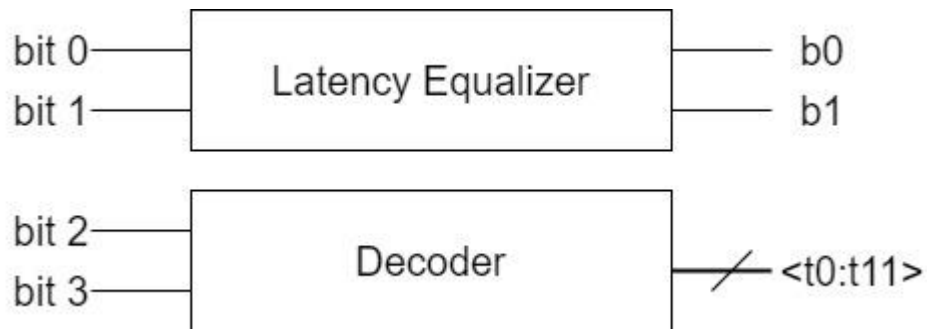 bit 0 Latency Equalizer b0
bit 1 b1
bit 2 Decoder <t0:t11>
bit 3